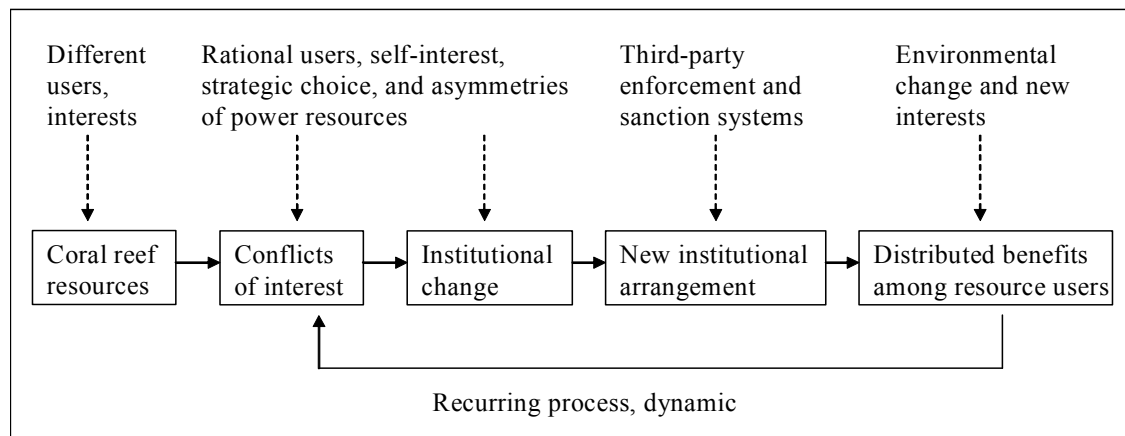 Different
users,
interests
Rational users, self-interest,
strategic choice, and asymmetries
of power resources
Third-party
enforcement and
sanction systems
Environmental
change and new
interests
Coral reef
resources
Conflicts
of interest
Institutional
change
New institutional
arrangement
Distributed benefits
among resource users
Recurring process, dynamic